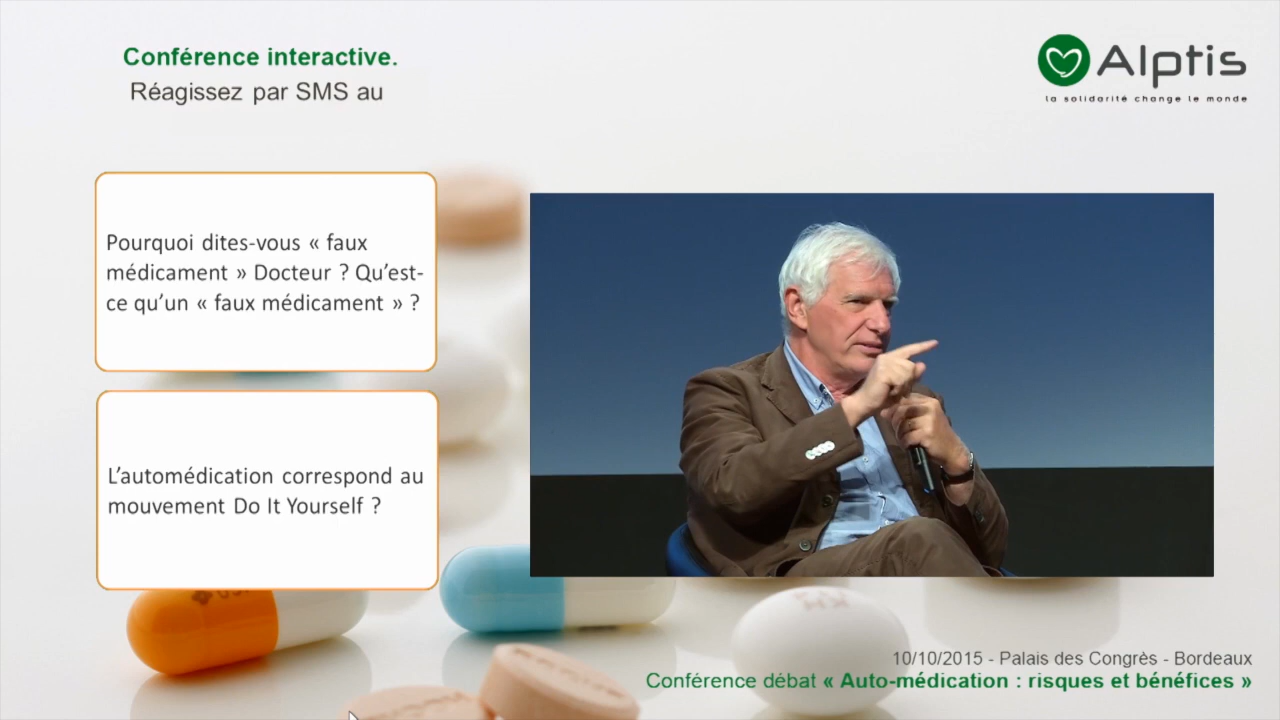 Conférence interactive.
Réagissez par SMS au
Alptis
la solidarité change le monde
Pourquoi dites-vous « faux
médicament » Docteur ? Qu’est-
ce qu’un « faux médicament » ?
L’automédication correspond au
mouvement Do It Yourself ?
10/10/2015 - Palais des Congrès - Bordeaux
Conférence débat « Auto-médication : risques et bénéfices »